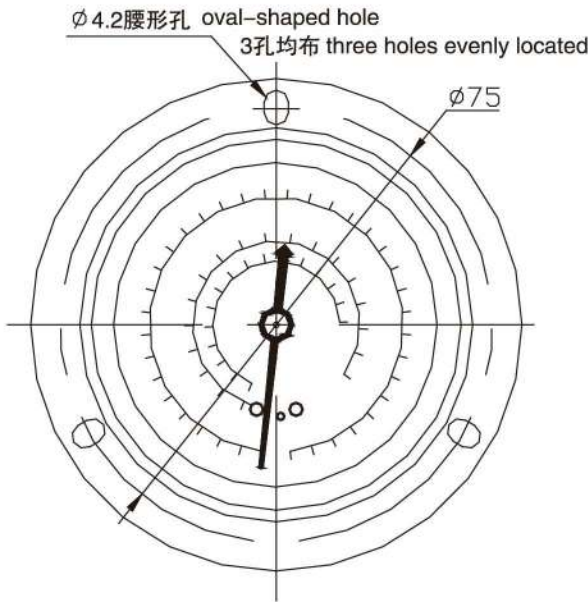 Ø4.2腰形孔 oval-shaped hole
3孔均布 three holes evenly located
Ø75